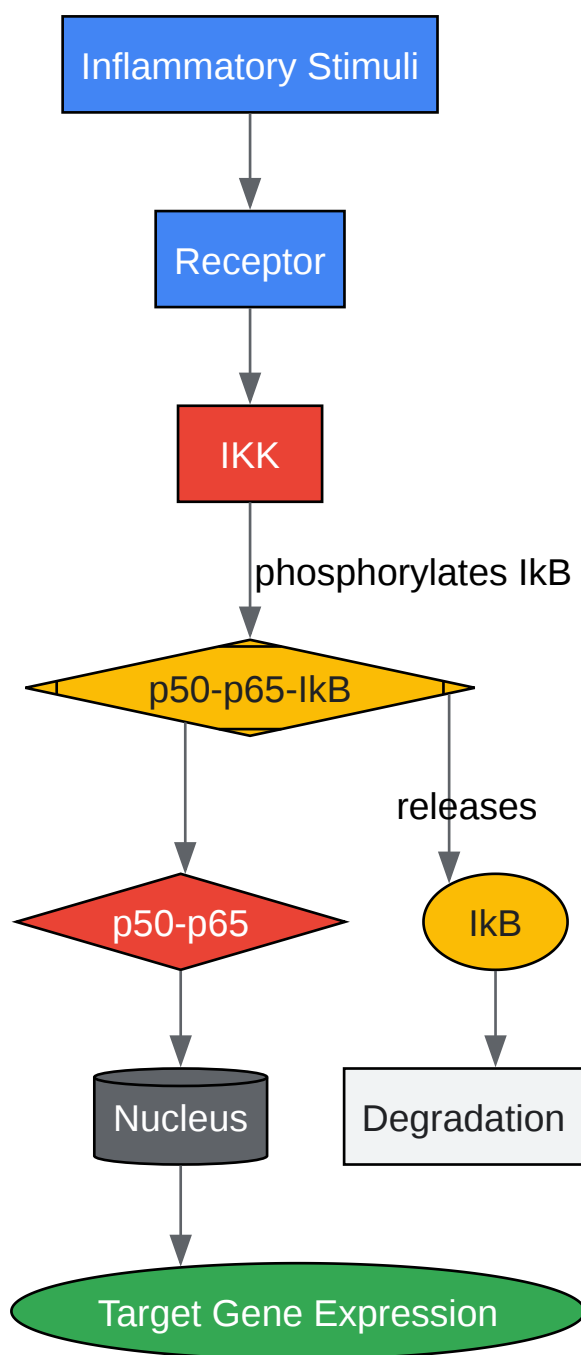 Inflammatory Stimuli
Receptor
IKK
phosphorylates IkB
p50-p65-IkB
releases
p50-p65
IkB
Nucleus
Degradation
Target Gene Expression